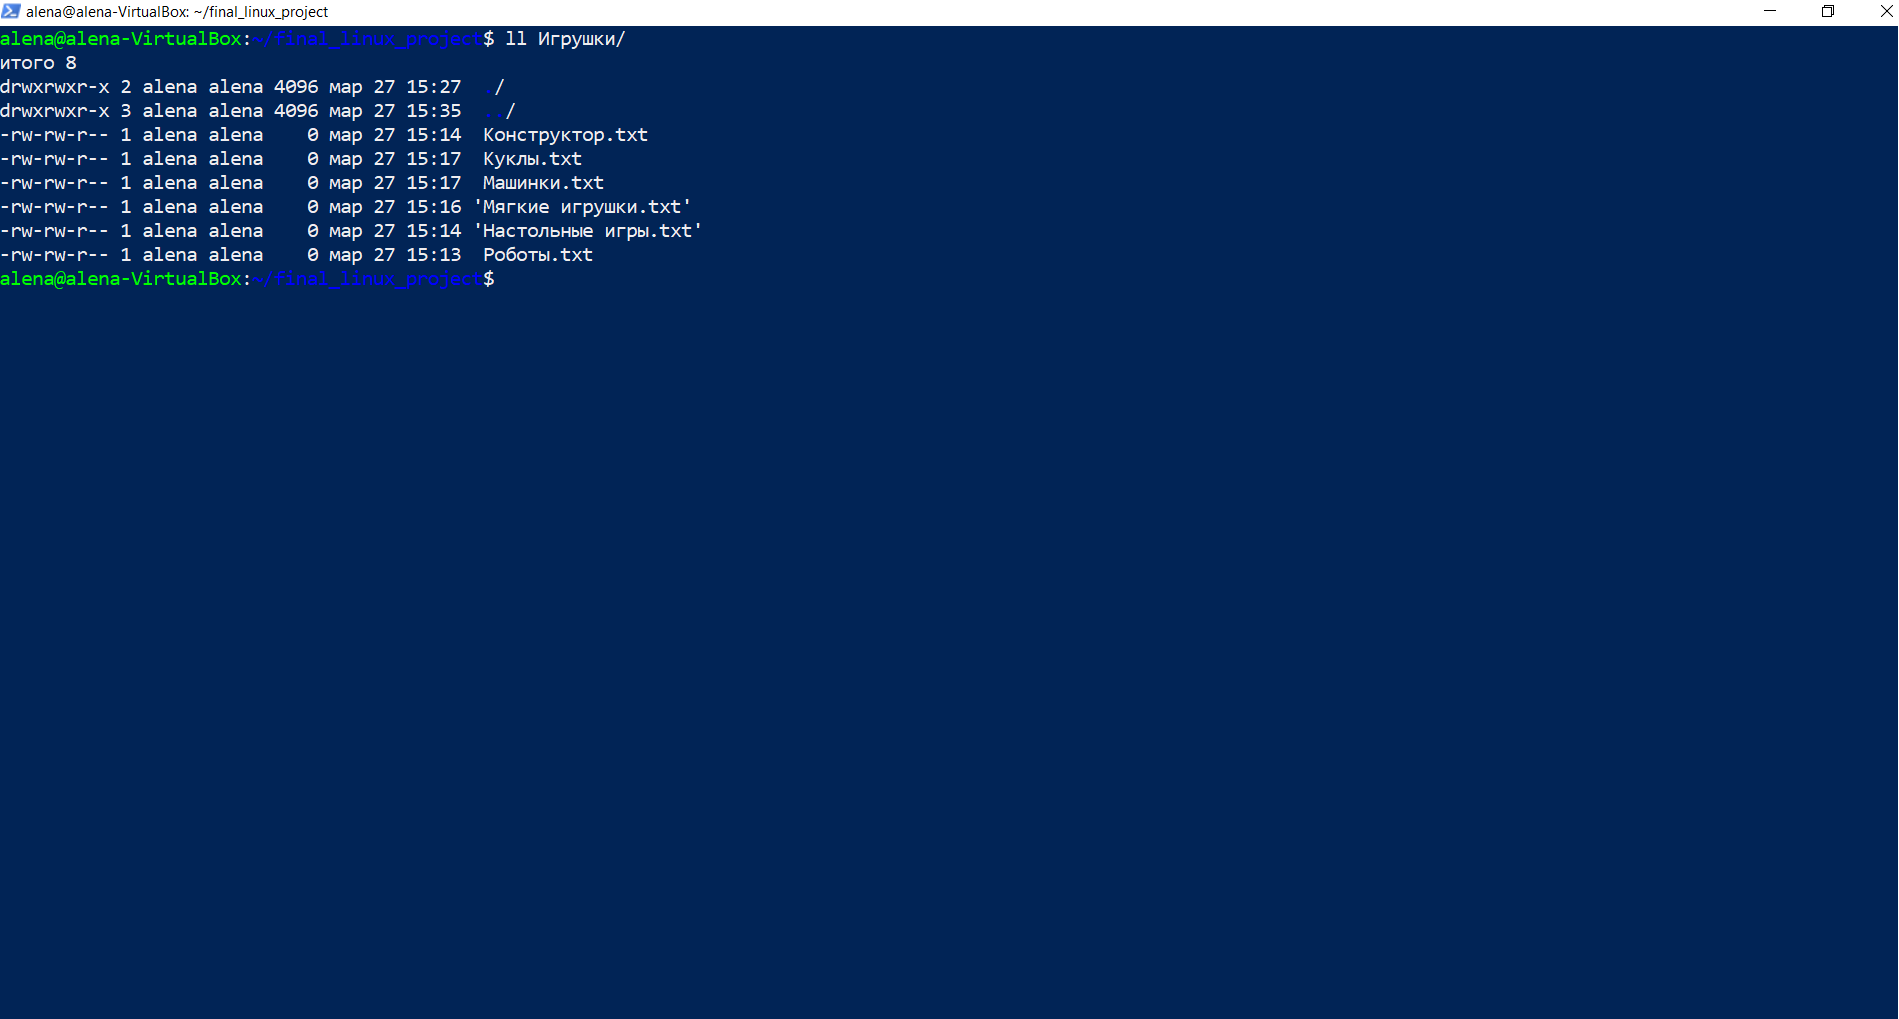 alena@alena-VirtualBox: ~/final_linux_project
alena@alena-VirtualBox:~/final_linux_project$ ll Игрушки/
итого 8
drwxrwxr-x 2 alena alena 4096 мар 27 15:27  ./
drwxrwxr-x 3 alena alena 4096 мар 27 15:35  ../
-rw-rw-r-- 1 alena alena    0 мар 27 15:14  Конструктор.txt
-rw-rw-r-- 1 alena alena    0 мар 27 15:17  Куклы.txt
-rw-rw-r-- 1 alena alena    0 мар 27 15:17  Машинки.txt
-rw-rw-r-- 1 alena alena    0 мар 27 15:16 'Мягкие игрушки.txt'
-rw-rw-r-- 1 alena alena    0 мар 27 15:14 'Настольные игры.txt'
-rw-rw-r-- 1 alena alena    0 мар 27 15:13  Роботы.txt
alena@alena-VirtualBox:~/final_linux_project$